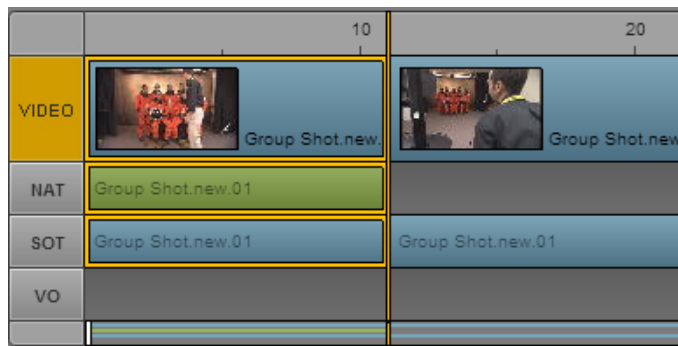 10 20
VIDEO Group Shot.new. Group Shot.new
NAT Group Shot.new.01
SOT Group Shot.new.01 Group Shot.new.01
VO